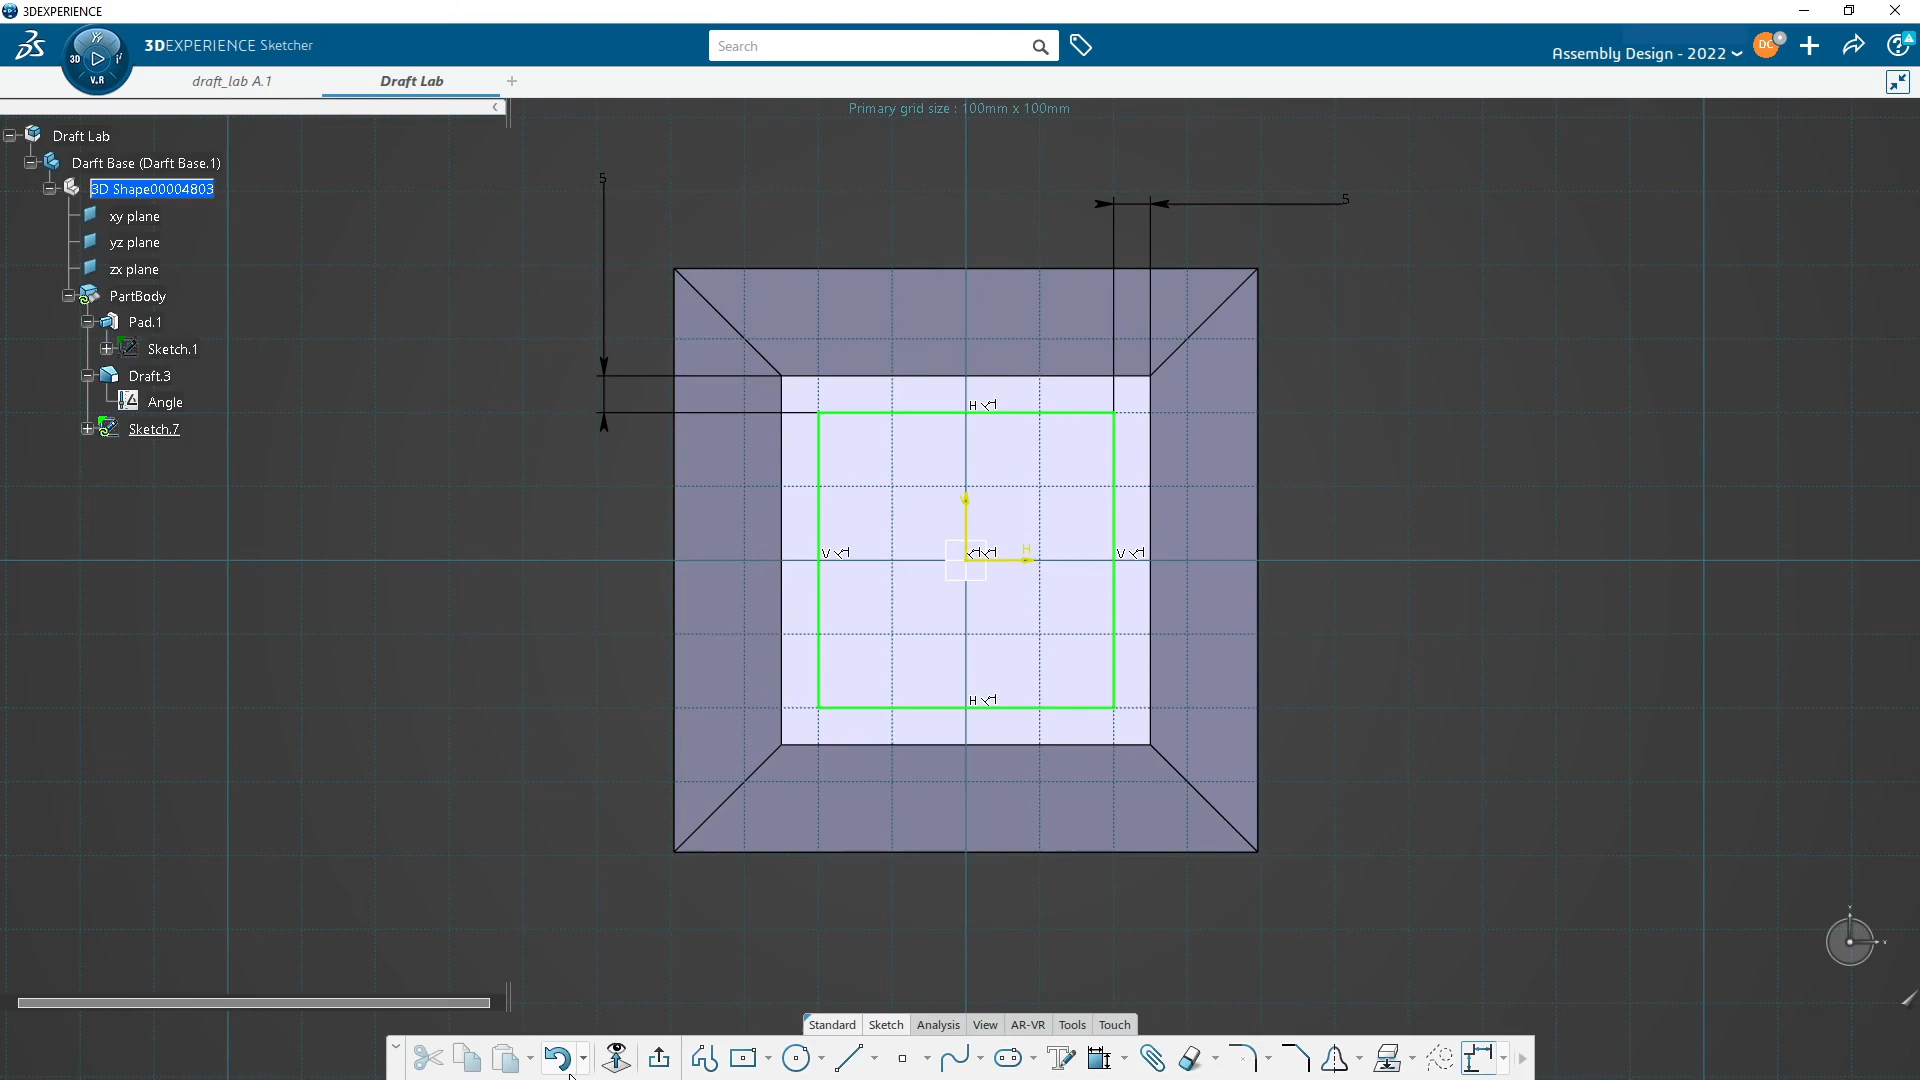 3DEXPERIENCE
3DEXPERIENCE Sketcher
3D
V.R
Search
Assembly Design - 2022
DC
draft_lab A.1
Draft Lab
+
Primary grid size : 100mm x 100mm
Draft Lab
Darft Base (Darft Base.1)
3D Shape00004803
xy plane
yz plane
zx plane
PartBody
Pad.1
Sketch.1
Draft.3
Angle
Sketch.7
5
5
H
V
V
H
V
H
Standard
Sketch
Analysis
View
AR-VR
Tools
Touch